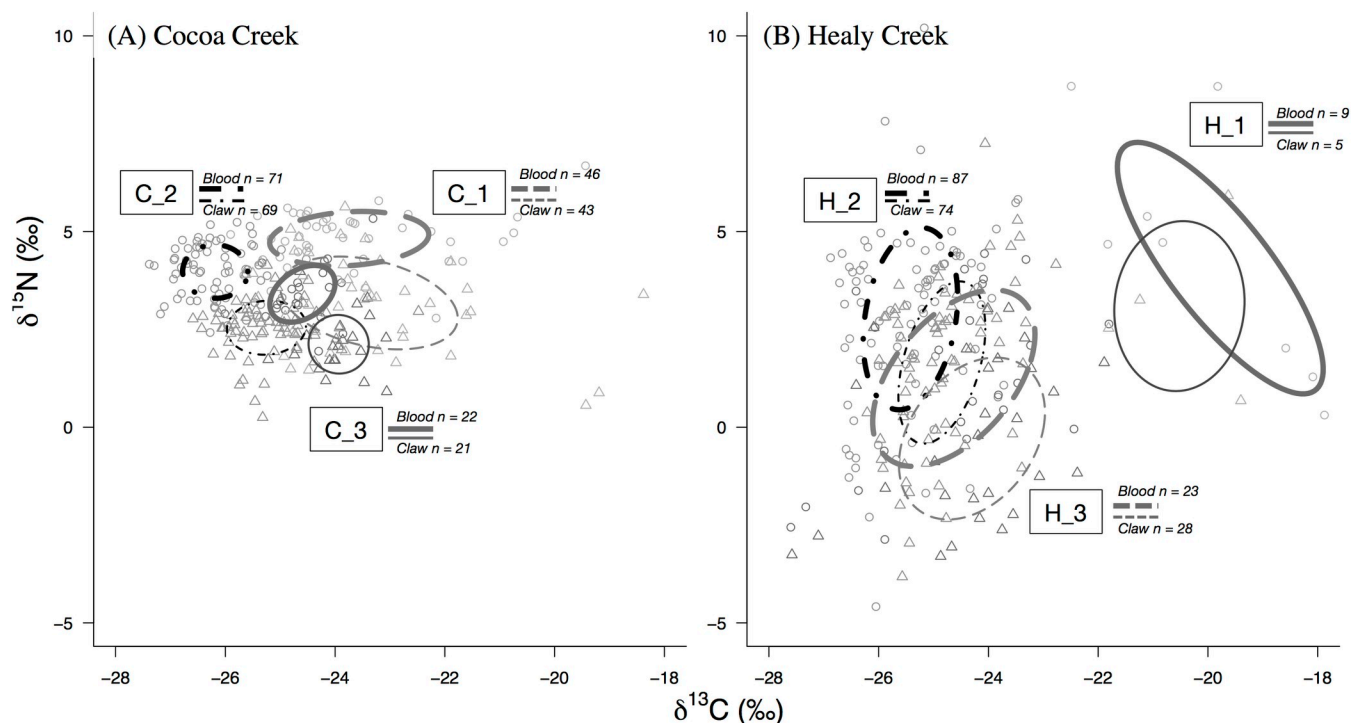 (A) Cocoa Creek
(B) Healy Creek
δ15N (‰)
10
5
0
−5
C_2
Blood n = 71
Claw n = 69
C_1
Blood n = 46
Claw n = 43
C_3
Blood n = 22
Claw n = 21
−28 −26 −24 −22 −20 −18
10
5
0
−5
H_1
Blood n = 9
Claw n = 5
H_2
Blood n = 87
Claw n = 74
H_3
Blood n = 23
Claw n = 28
−28 −26 −24 −22 −20 −18
δ13C (‰)